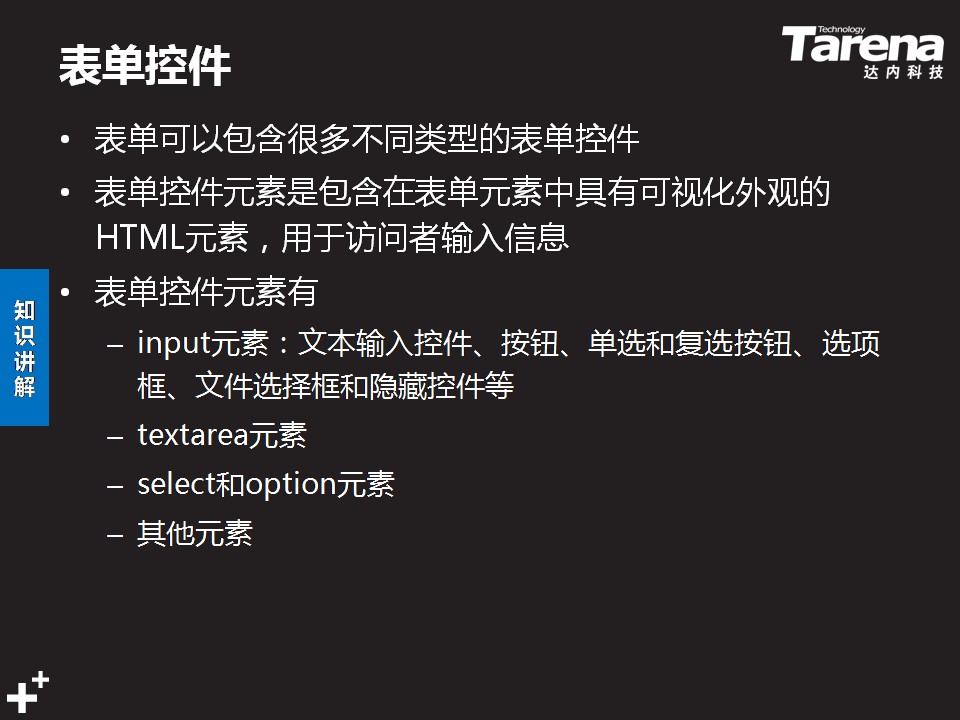 表单控件
Technology
Tarena
达内科技
• 表单可以包含很多不同类型的表单控件
• 表单控件元素是包含在表单元素中具有可视化外观的
HTML元素，用于访问者输入信息
• 表单控件元素有
– input元素：文本输入控件、按钮、单选和复选按钮、选项
框、文件选择框和隐藏控件等
– textarea元素
– select和option元素
– 其他元素
知识讲解